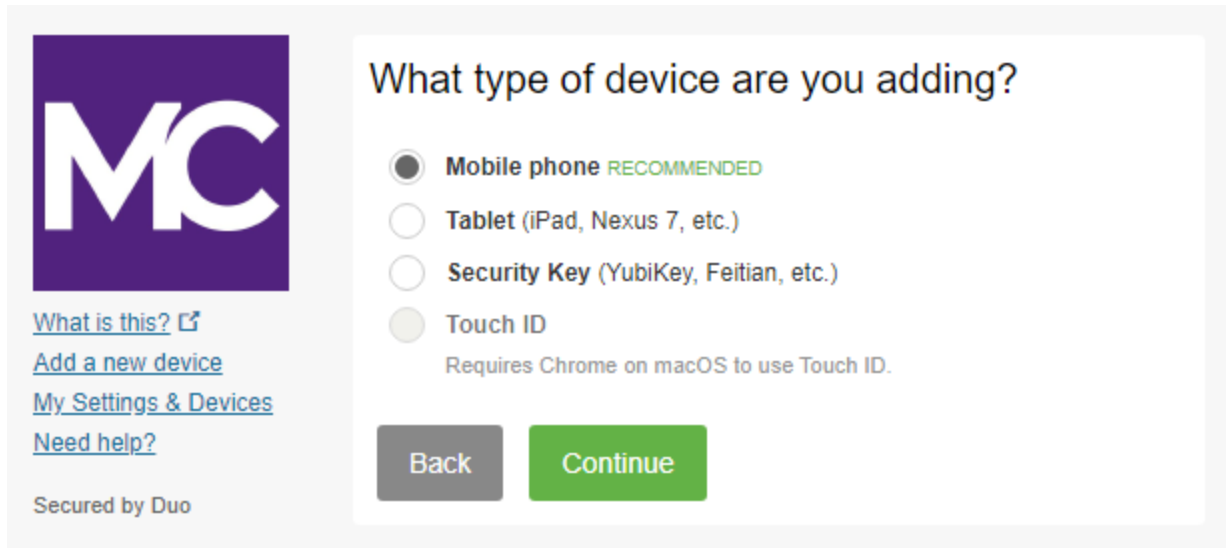 MC
What is this?
Add a new device
My Settings & Devices
Need help?
Secured by Duo
What type of device are you adding?
Mobile phone RECOMMENDED
Tablet (iPad, Nexus 7, etc.)
Security Key (YubiKey, Feitian, etc.)
Touch ID
Requires Chrome on macOS to use Touch ID.
Back
Continue